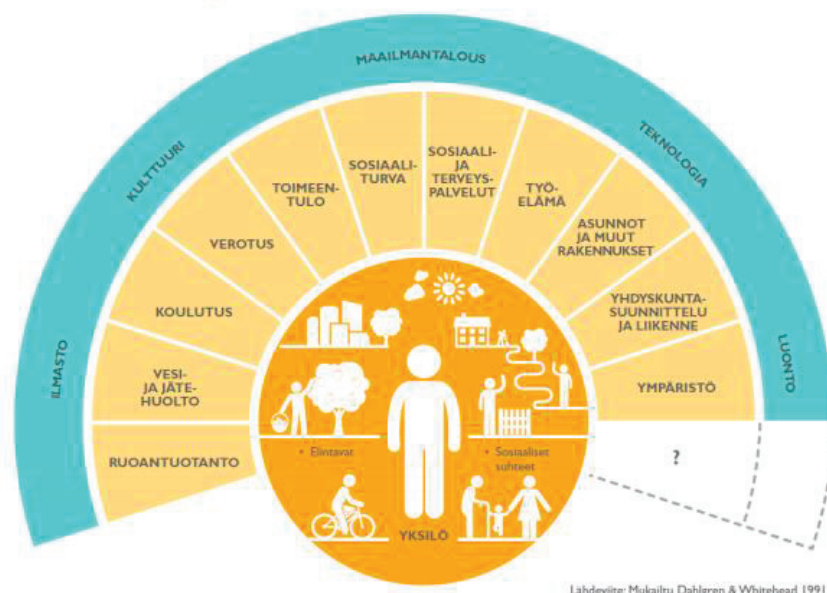 ILMASTO
KULTTUURI
MAAILMANTALOUS
TEKNOLOGIA
LUONTO
RUOANTUOTANTO
VESI-
JA JÄTE-
HUOLTO
KOULUTUS
VEROTUS
TOIMEEN-
TULO
SOSIAALI-
TURVA
SOSIAALI-
JA
TERVEYS-
PALVELUT
TYÖ-
ELÄMÄ
ASUNNOT
JA MUUT
RAKENNUKSET
YHDYSKUNTA-
SUUNNITTELU
JA LIIKENNE
YMPÄRISTÖ
?
• Elintavat
• Sosiaaliset
suhteet
YKSILÖ
Lähdeviite: Mukailtu Dahlgren & Whitehead 1991